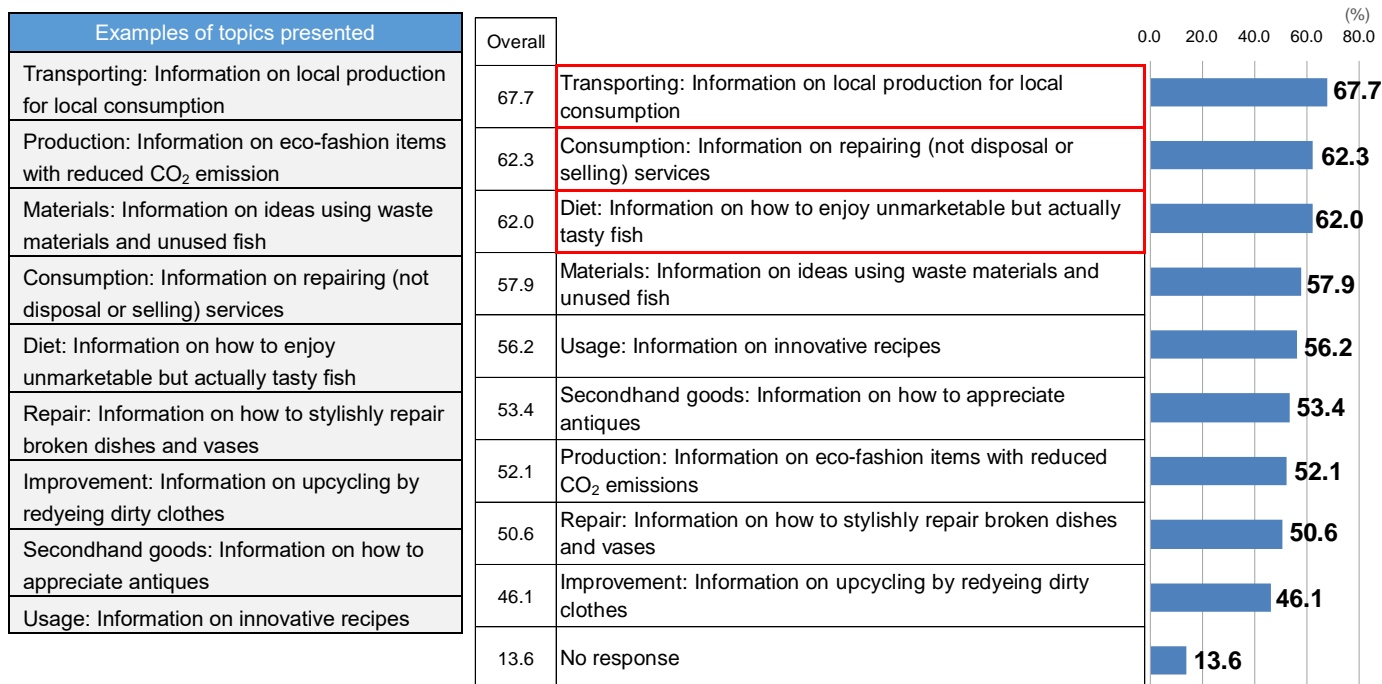 Examples of topics presented
Transporting: Information on local production
for local consumption
Production: Information on eco-fashion items
with reduced CO₂ emission
Materials: Information on ideas using waste
materials and unused fish
Consumption: Information on repairing (not
disposal or selling) services
Diet: Information on how to enjoy
unmarketable but actually tasty fish
Repair: Information on how to stylishly repair
broken dishes and vases
Improvement: Information on upcycling by
redyeing dirty clothes
Secondhand goods: Information on how to
appreciate antiques
Usage: Information on innovative recipes
Overall
(%)
0.0 20.0 40.0 60.0 80.0
67.7
Transporting: Information on local production for local
consumption
67.7
62.3
Consumption: Information on repairing (not disposal or
selling) services
62.3
62.0
Diet: Information on how to enjoy unmarketable but actually
tasty fish
62.0
57.9
Materials: Information on ideas using waste materials and
unused fish
57.9
56.2
Usage: Information on innovative recipes
56.2
53.4
Secondhand goods: Information on how to appreciate
antiques
53.4
52.1
Production: Information on eco-fashion items with reduced
CO₂ emissions
52.1
50.6
Repair: Information on how to stylishly repair broken dishes
and vases
50.6
46.1
Improvement: Information on upcycling by redyeing dirty
clothes
46.1
13.6
No response
13.6